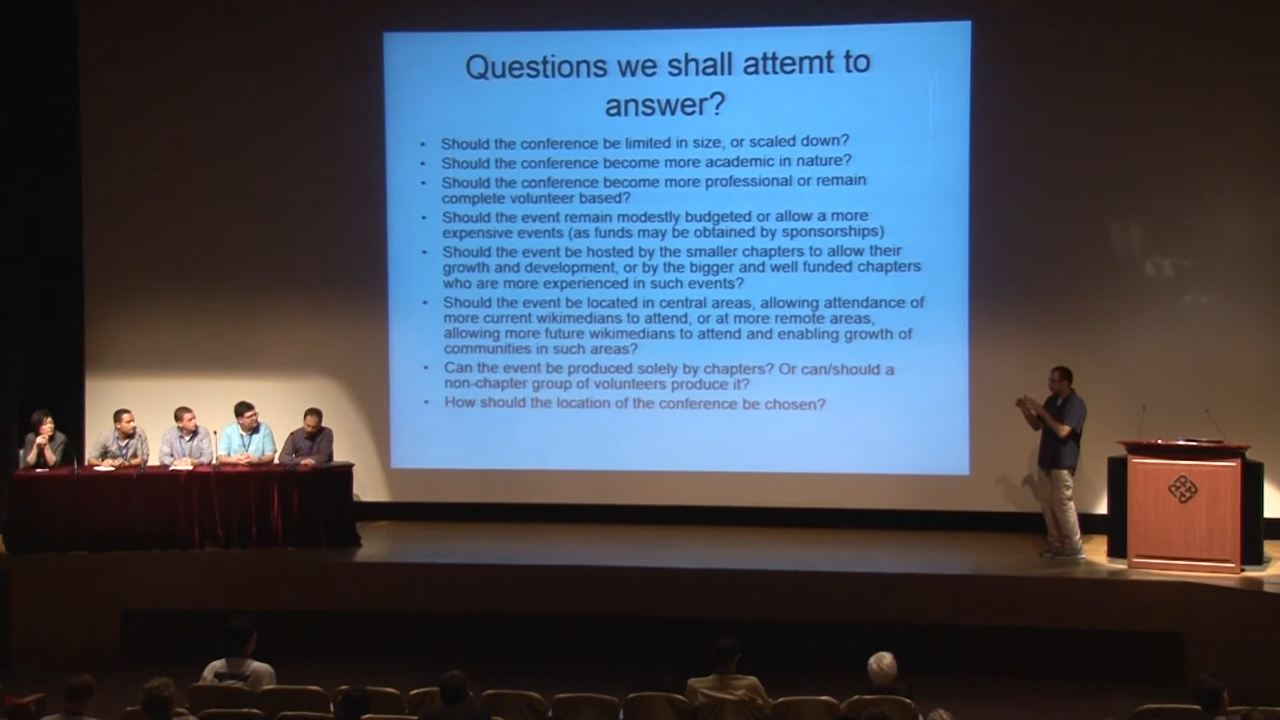 Questions we shall attemt to
answer?
• Should the conference be limited in size, or scaled down?
• Should the conference become more academic in nature?
• Should the conference become more professional or remain
complete volunteer based?
• Should the event remain modestly budgeted or allow a more
expensive events (as funds may be obtained by sponsorships)
• Should the event be hosted by the smaller chapters to allow their
growth and development, or by the bigger and well funded chapters
who are more experienced in such events?
• Should the event be located in central areas, allowing attendance of
more current wikimedians to attend, or at more remote areas,
allowing more future wikimedians to attend and enabling growth of
communities in such areas?
• Can the event be produced solely by chapters? Or can/should a
non-chapter group of volunteers produce it?
• How should the location of the conference be chosen?